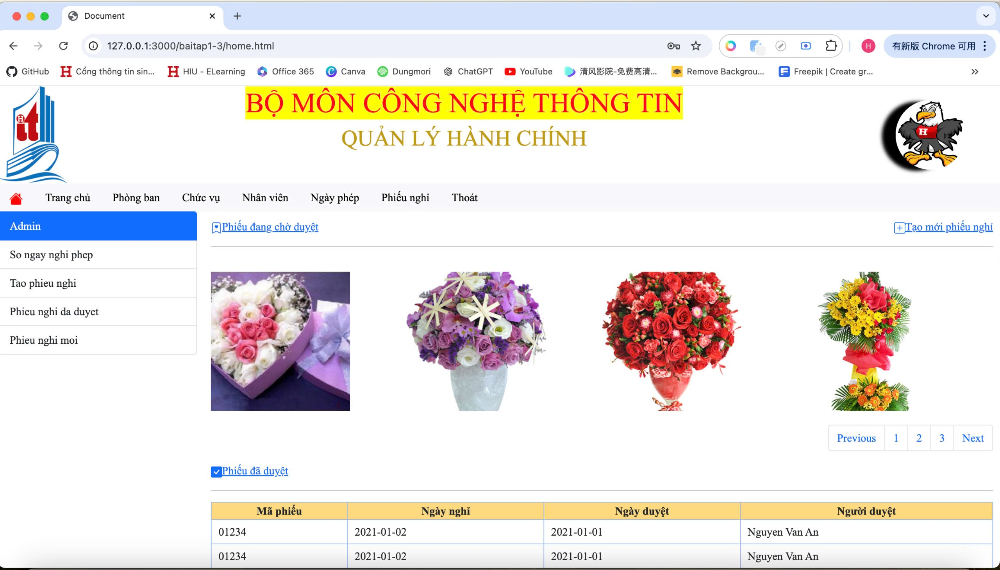 Document
127.0.0.1:3000/baitap1-3/home.html
H
有新版 Chrome 可用
GitHub
H Cổng thông tin sin...
H HIU - ELearning
Office 365
Canva
Dungmori
ChatGPT
YouTube
清风影院-免费高清...
Remove Backgrou...
Freepik | Create gr...
H it
BỘ MÔN CÔNG NGHỆ THÔNG TIN
QUẢN LÝ HÀNH CHÍNH
H
Trang chủ Phòng ban Chức vụ Nhân viên Ngày phép Phiếu nghỉ Thoát
Admin
So ngay nghi phep
Tao phieu nghi
Phieu nghi da duyet
Phieu nghi moi
Phiếu đang chờ duyệt
Tạo mới phiếu nghỉ
Previous 1 2 3 Next
Phiếu đã duyệt
Mã phiếu Ngày nghỉ Ngày duyệt Người duyệt
01234 2021-01-02 2021-01-01 Nguyen Van An
01234 2021-01-02 2021-01-01 Nguyen Van An